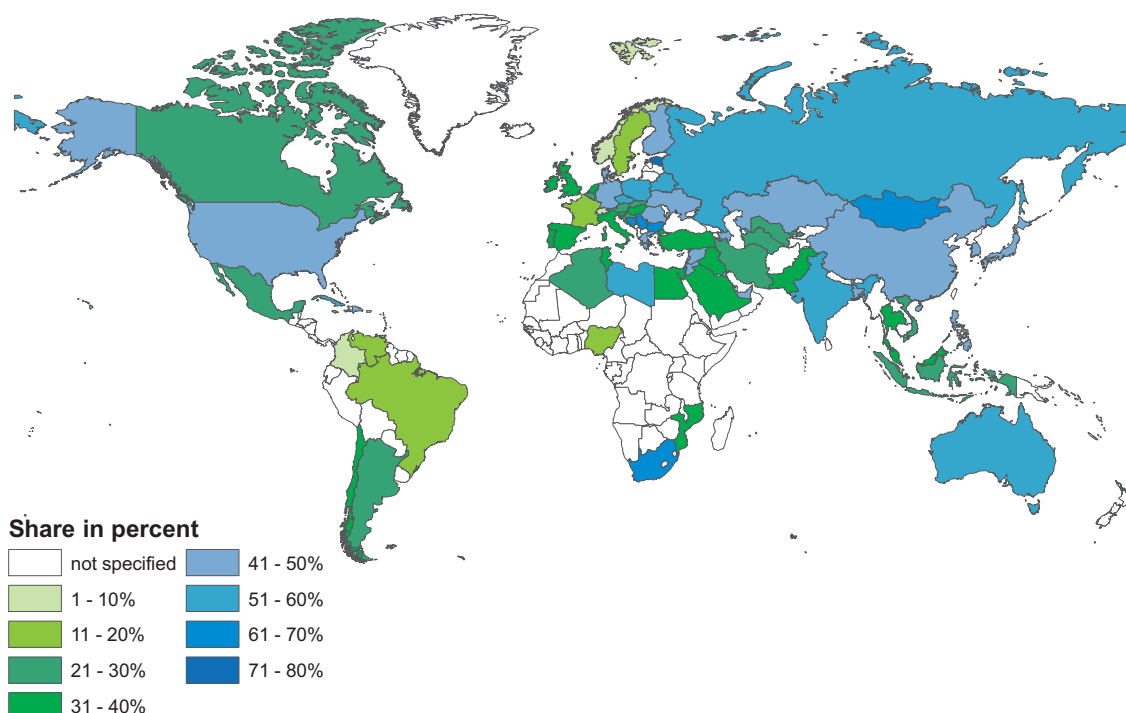 Share in percent
not specified
1 - 10%
11 - 20%
21 - 30%
31 - 40%
41 - 50%
51 - 60%
61 - 70%
71 - 80%